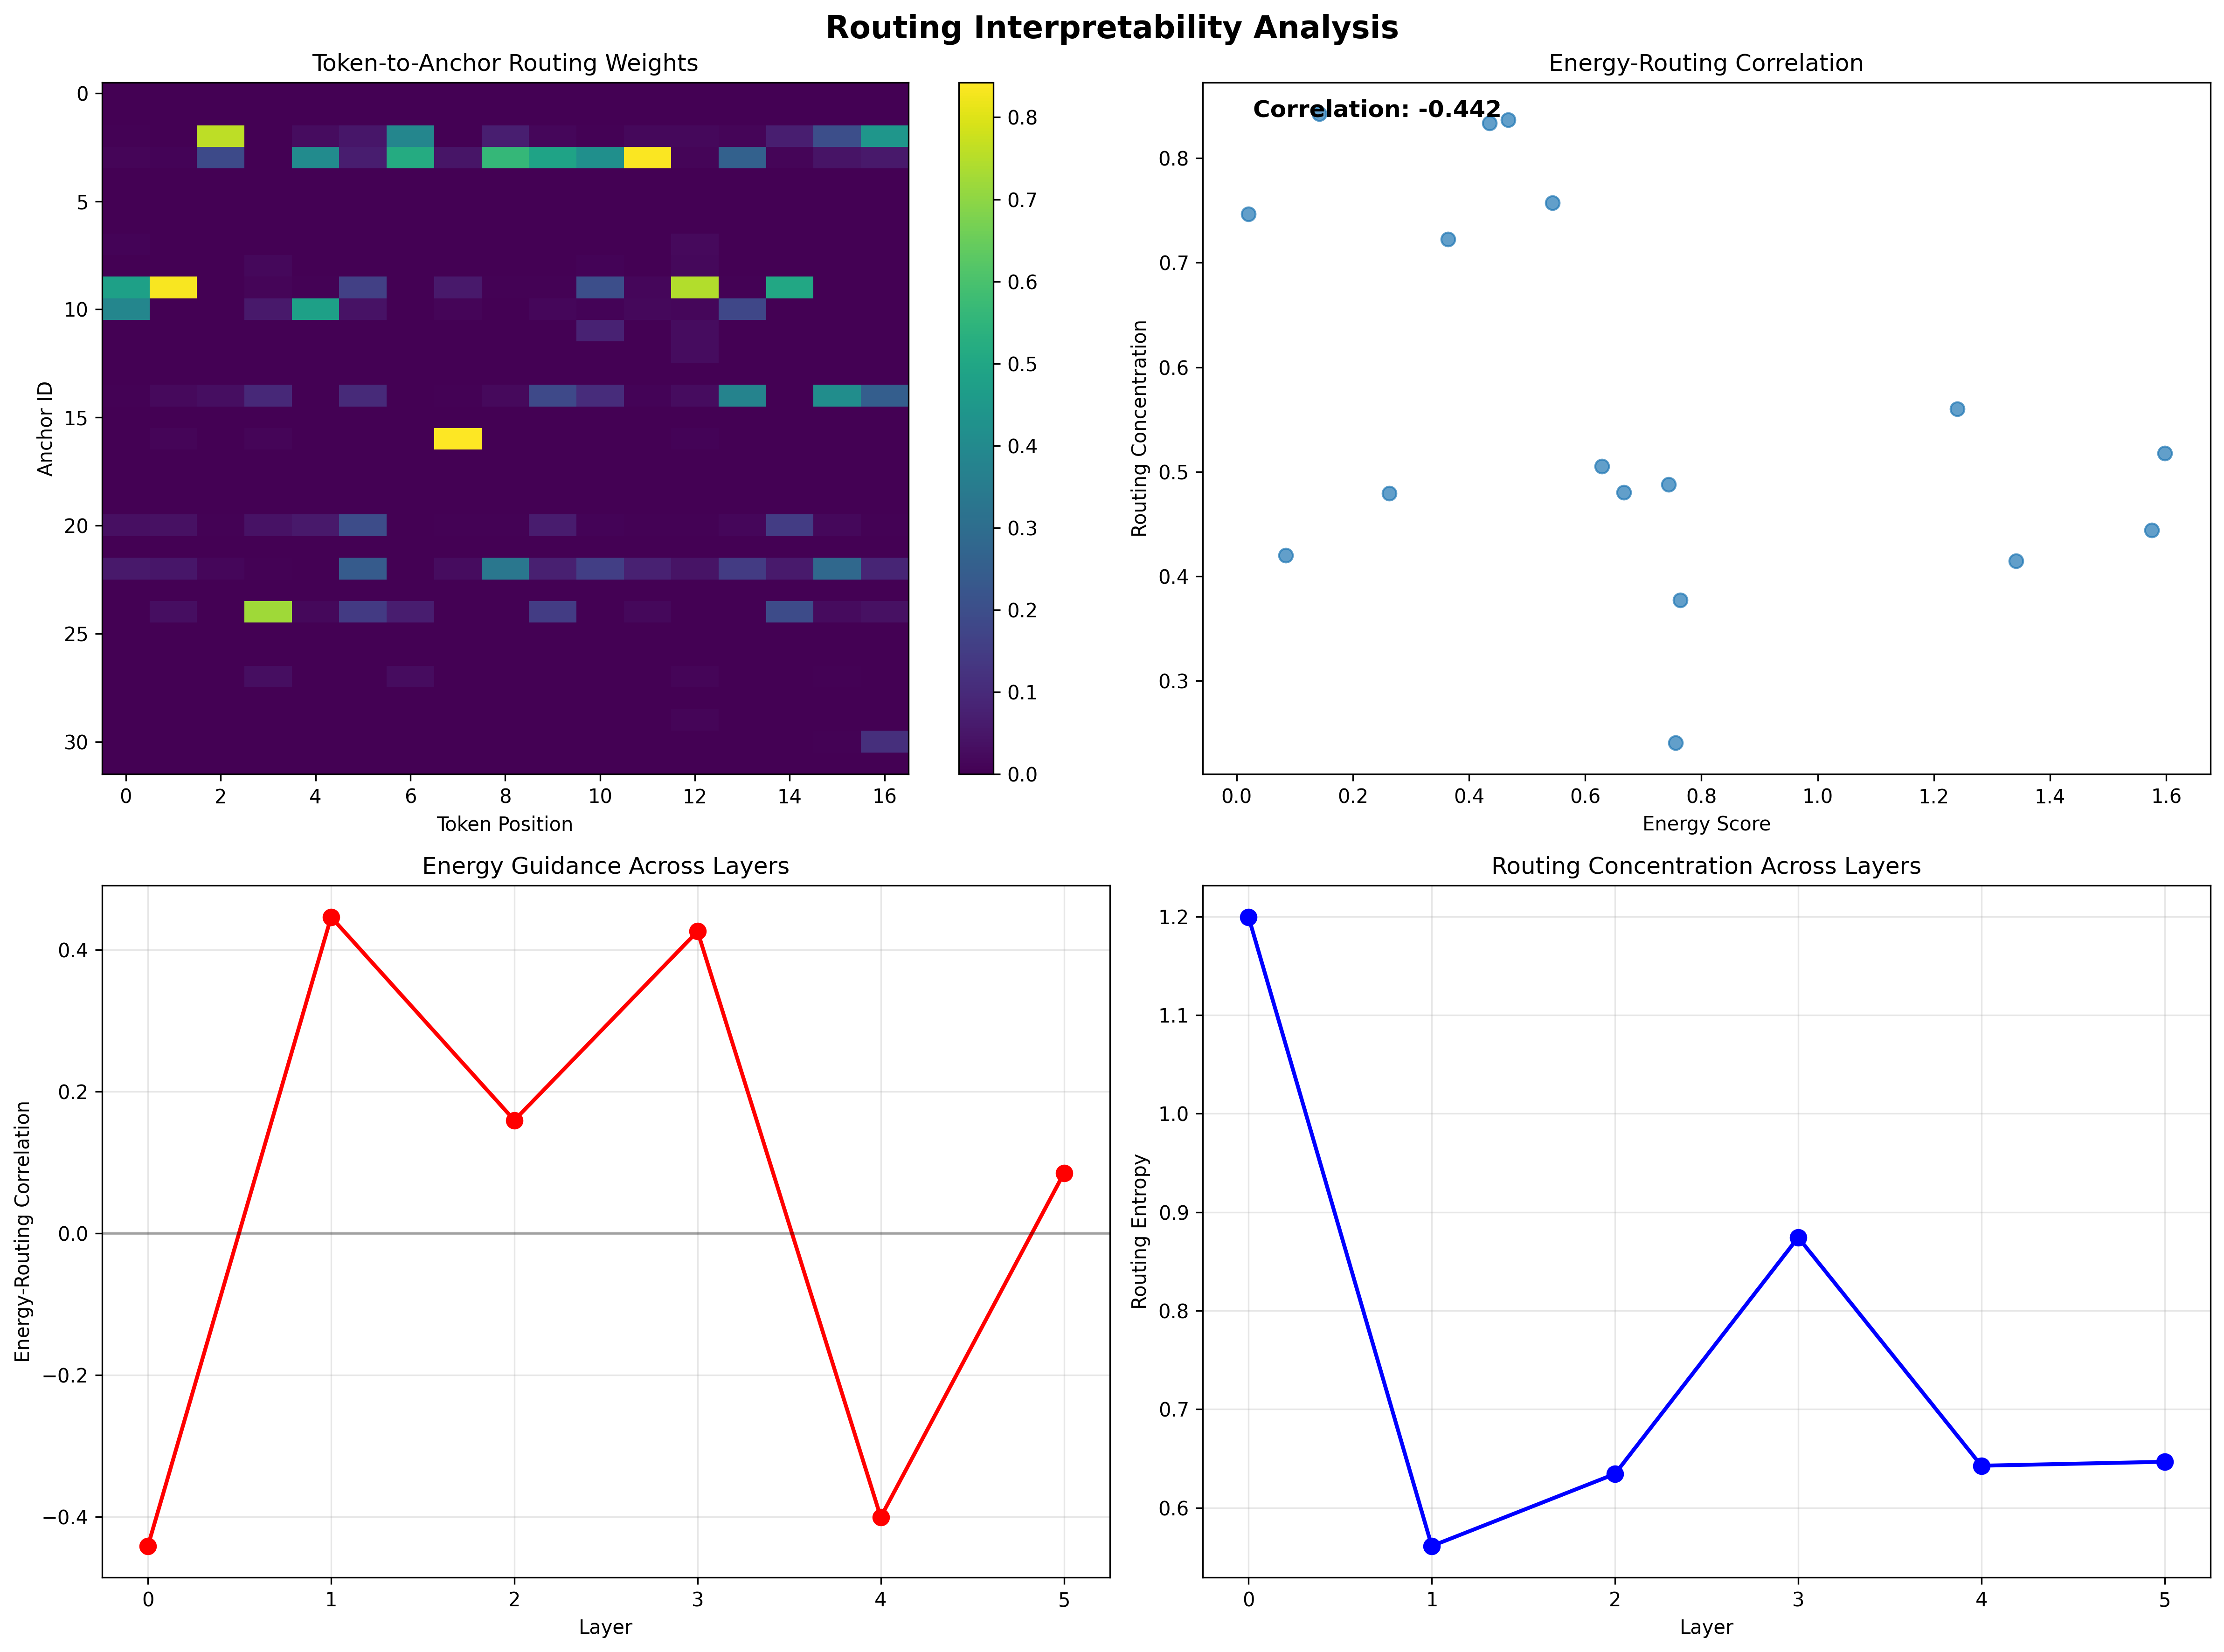 Routing Interpretability Analysis
Token-to-Anchor Routing Weights
0
5
10
15
20
25
30
Anchor ID
0 2 4 6 8 10 12 14 16
Token Position
0.8
0.7
0.6
0.5
0.4
0.3
0.2
0.1
0.0
Energy-Routing Correlation
Correlation: -0.442
0.8
0.7
0.6
0.5
0.4
0.3
Routing Concentration
0.0 0.2 0.4 0.6 0.8 1.0 1.2 1.4 1.6
Energy Score
Energy Guidance Across Layers
0.4
0.2
0.0
−0.2
−0.4
Energy-Routing Correlation
0 1 2 3 4 5
Layer
Routing Concentration Across Layers
1.2
1.1
1.0
0.9
0.8
0.7
0.6
Routing Entropy
0 1 2 3 4 5
Layer